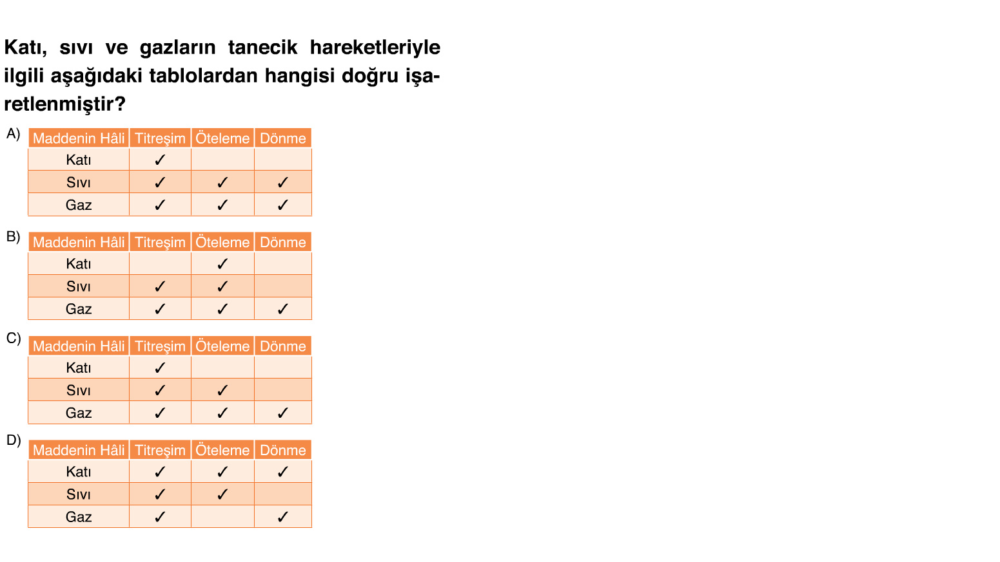 Katı, sıvı ve gazların tanecik hareketleriyle
ilgili aşağıdaki tablolardan hangisi doğru işa-
retlenmiştir?
A)
Maddenin Hâli Titreşim Öteleme Dönme
Katı ✓
Sıvı ✓ ✓ ✓
Gaz ✓ ✓ ✓
B)
Maddenin Hâli Titreşim Öteleme Dönme
Katı ✓
Sıvı ✓ ✓
Gaz ✓ ✓ ✓
C)
Maddenin Hâli Titreşim Öteleme Dönme
Katı ✓
Sıvı ✓ ✓
Gaz ✓ ✓ ✓
D)
Maddenin Hâli Titreşim Öteleme Dönme
Katı ✓ ✓ ✓
Sıvı ✓ ✓
Gaz ✓ ✓